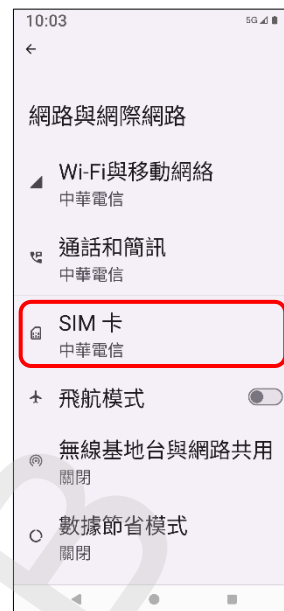 10:03 5G
網路與網際網路
Wi-Fi與移動網絡
中華電信
通話和簡訊
中華電信
SIM 卡
中華電信
飛航模式
無線基地台與網路共用
關閉
數據節省模式
關閉